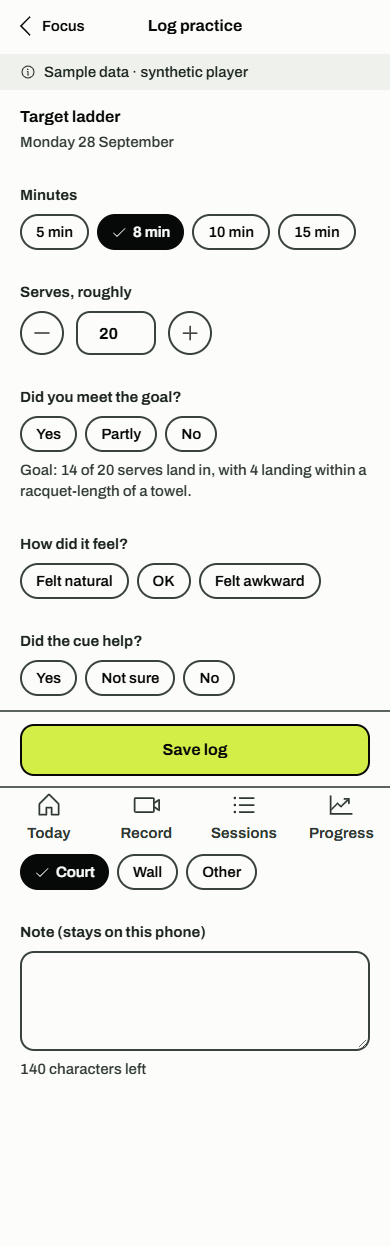 Focus
Log practice
Sample data · synthetic player
Target ladder
Monday 28 September
Minutes
5 min
8 min
10 min
15 min
Serves, roughly
20
Did you meet the goal?
Yes
Partly
No
Goal: 14 of 20 serves land in, with 4 landing within a
racquet-length of a towel.
How did it feel?
Felt natural
OK
Felt awkward
Did the cue help?
Yes
Not sure
No
Save log
Today
Record
Sessions
Progress
Court
Wall
Other
Note (stays on this phone)
140 characters left